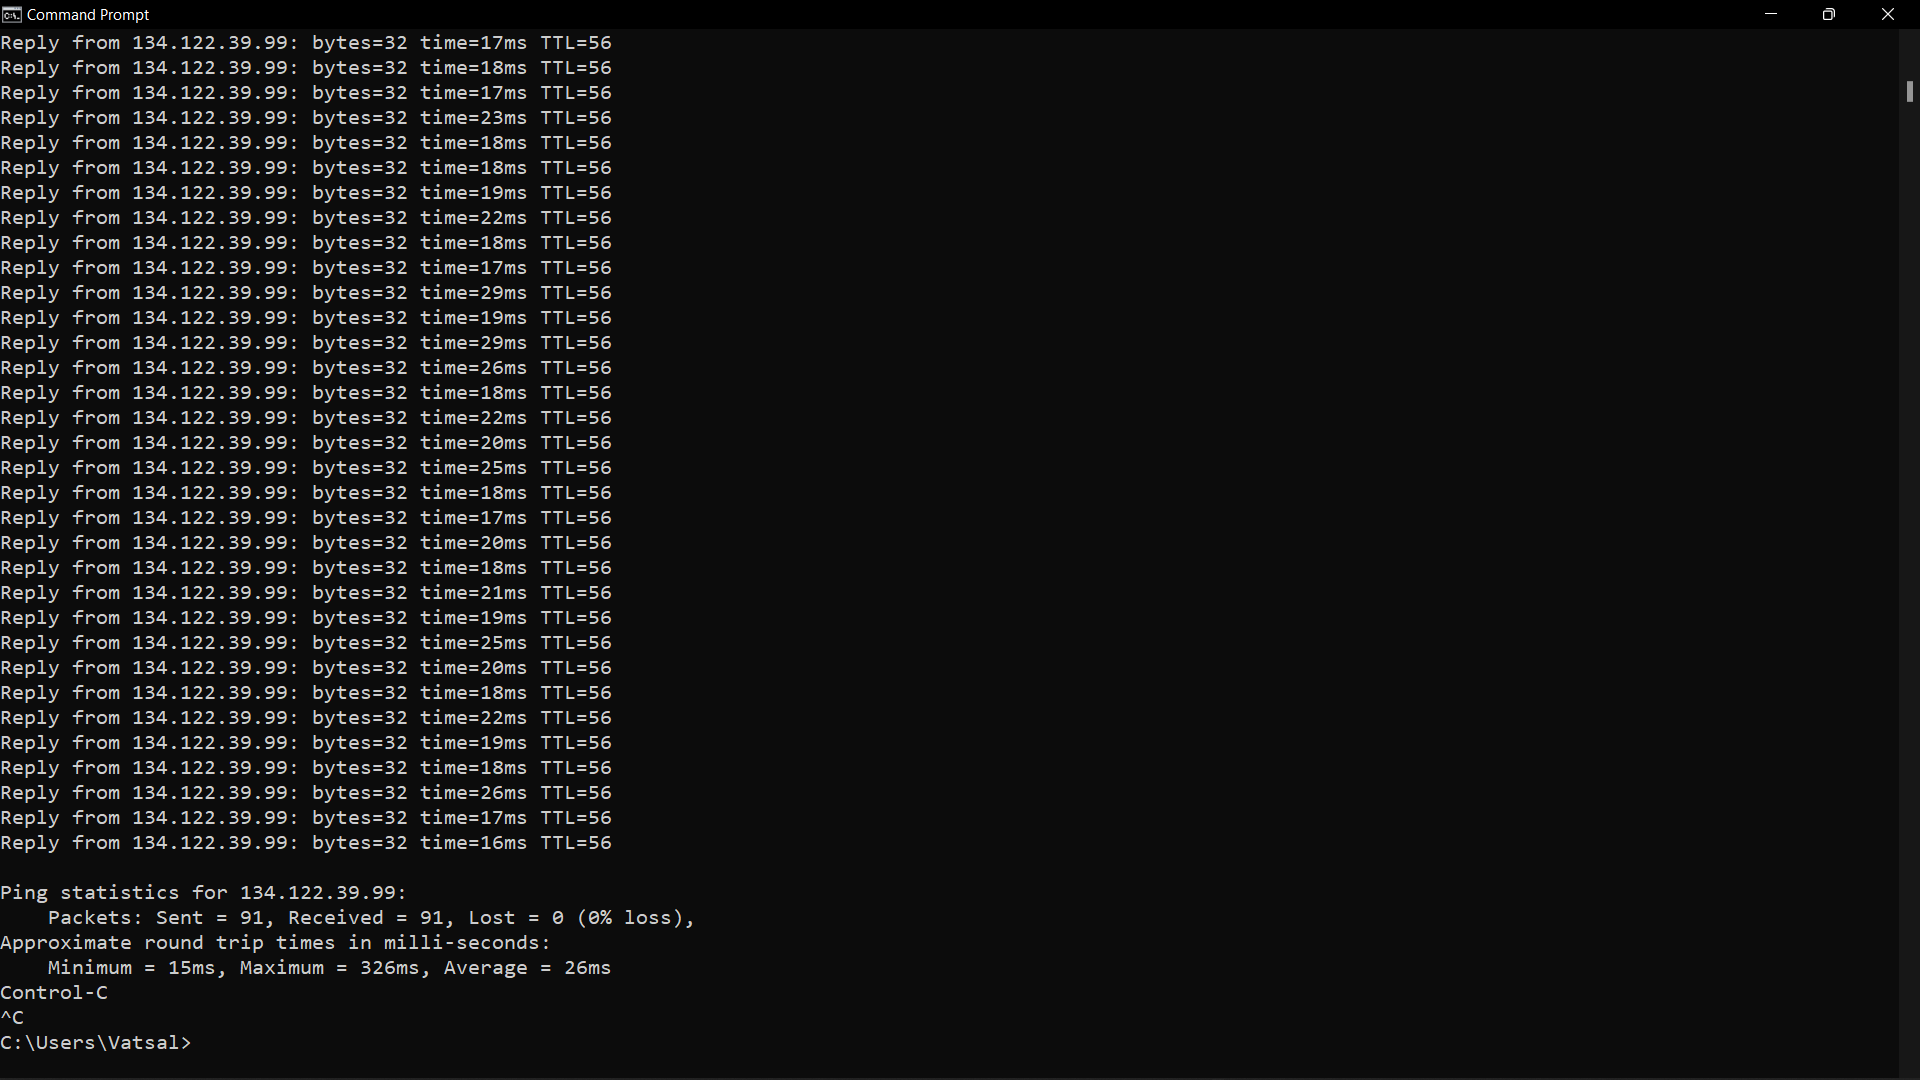 Command Prompt
Reply from 134.122.39.99: bytes=32 time=17ms TTL=56
Reply from 134.122.39.99: bytes=32 time=18ms TTL=56
Reply from 134.122.39.99: bytes=32 time=17ms TTL=56
Reply from 134.122.39.99: bytes=32 time=23ms TTL=56
Reply from 134.122.39.99: bytes=32 time=18ms TTL=56
Reply from 134.122.39.99: bytes=32 time=18ms TTL=56
Reply from 134.122.39.99: bytes=32 time=19ms TTL=56
Reply from 134.122.39.99: bytes=32 time=22ms TTL=56
Reply from 134.122.39.99: bytes=32 time=18ms TTL=56
Reply from 134.122.39.99: bytes=32 time=17ms TTL=56
Reply from 134.122.39.99: bytes=32 time=29ms TTL=56
Reply from 134.122.39.99: bytes=32 time=19ms TTL=56
Reply from 134.122.39.99: bytes=32 time=29ms TTL=56
Reply from 134.122.39.99: bytes=32 time=26ms TTL=56
Reply from 134.122.39.99: bytes=32 time=18ms TTL=56
Reply from 134.122.39.99: bytes=32 time=22ms TTL=56
Reply from 134.122.39.99: bytes=32 time=20ms TTL=56
Reply from 134.122.39.99: bytes=32 time=25ms TTL=56
Reply from 134.122.39.99: bytes=32 time=18ms TTL=56
Reply from 134.122.39.99: bytes=32 time=17ms TTL=56
Reply from 134.122.39.99: bytes=32 time=20ms TTL=56
Reply from 134.122.39.99: bytes=32 time=18ms TTL=56
Reply from 134.122.39.99: bytes=32 time=21ms TTL=56
Reply from 134.122.39.99: bytes=32 time=19ms TTL=56
Reply from 134.122.39.99: bytes=32 time=25ms TTL=56
Reply from 134.122.39.99: bytes=32 time=20ms TTL=56
Reply from 134.122.39.99: bytes=32 time=18ms TTL=56
Reply from 134.122.39.99: bytes=32 time=22ms TTL=56
Reply from 134.122.39.99: bytes=32 time=19ms TTL=56
Reply from 134.122.39.99: bytes=32 time=18ms TTL=56
Reply from 134.122.39.99: bytes=32 time=26ms TTL=56
Reply from 134.122.39.99: bytes=32 time=17ms TTL=56
Reply from 134.122.39.99: bytes=32 time=16ms TTL=56
Ping statistics for 134.122.39.99:
    Packets: Sent = 91, Received = 91, Lost = 0 (0% loss),
Approximate round trip times in milli-seconds:
    Minimum = 15ms, Maximum = 326ms, Average = 26ms
Control-C
^C
C:\Users\Vatsal>